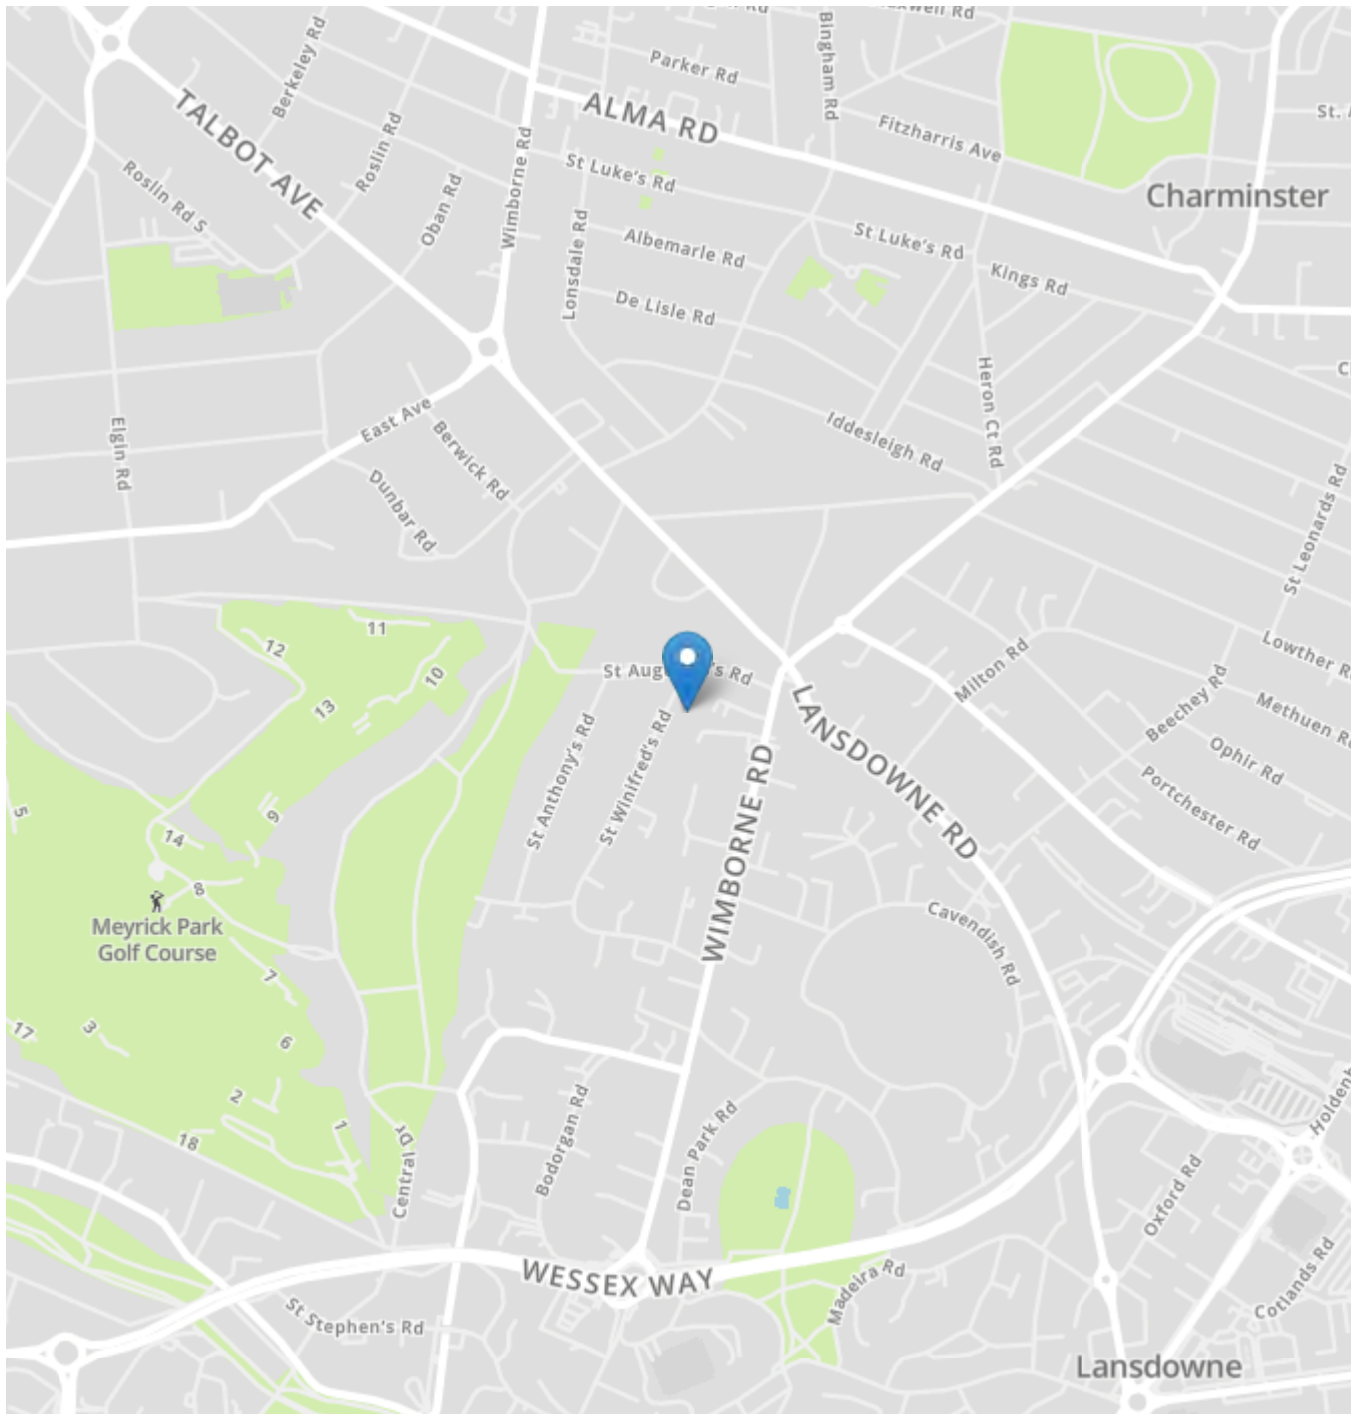 Maxwell Rd
Berkeley Rd
Parker Rd
Bingham Rd
TALBOT AVE
ALMA RD
Roslin Rd
Wimborne Rd
Fitzharris Ave
St.
Roslin Rd S
St Luke's Rd
Charminster
Oban Rd
Lonsdale Rd
Albemarle Rd
St Luke's Rd
Kings Rd
De Lisle Rd
Heron Ct Rd
Elgin Rd
East Ave
Berwick Rd
Iddesleigh Rd
Dunbar Rd
St Leonards Rd
11
12
Lowther R
10
St Aug
's Rd
Milton Rd
13
Beechey Rd
LANSDOWNE RD
Methuen R
St Anthony's Rd
St Winifred's Rd
WIMBORNE RD
Ophir Rd
5
9
Portchester Rd
14
8
Meyrick Park
Golf Course
Cavendish Rd
7
17
3
6
2
1
18
Central Dr
Bodorgan Rd
Dean Park Rd
Holdenh
Oxford Rd
WESSEX WAY
Madeira Rd
Cotlands Rd
St Stephen's Rd
Lansdowne